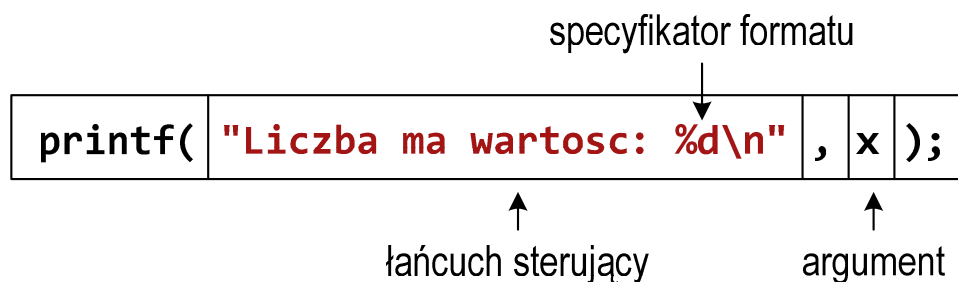 specyfikator formatu
printf( "Liczba ma wartosc: %d\n" , x );
łańcuch sterujący argument